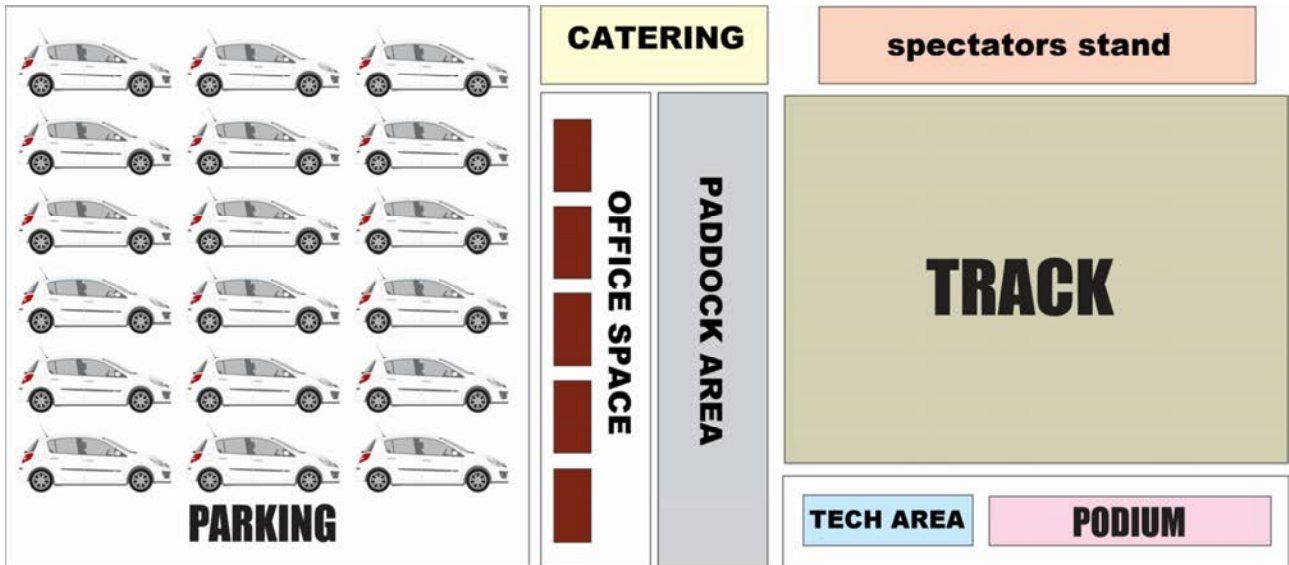 CATERING
spectators stand
OFFICE SPACE
PADDOCK AREA
TRACK
PARKING
TECH AREA
PODIUM